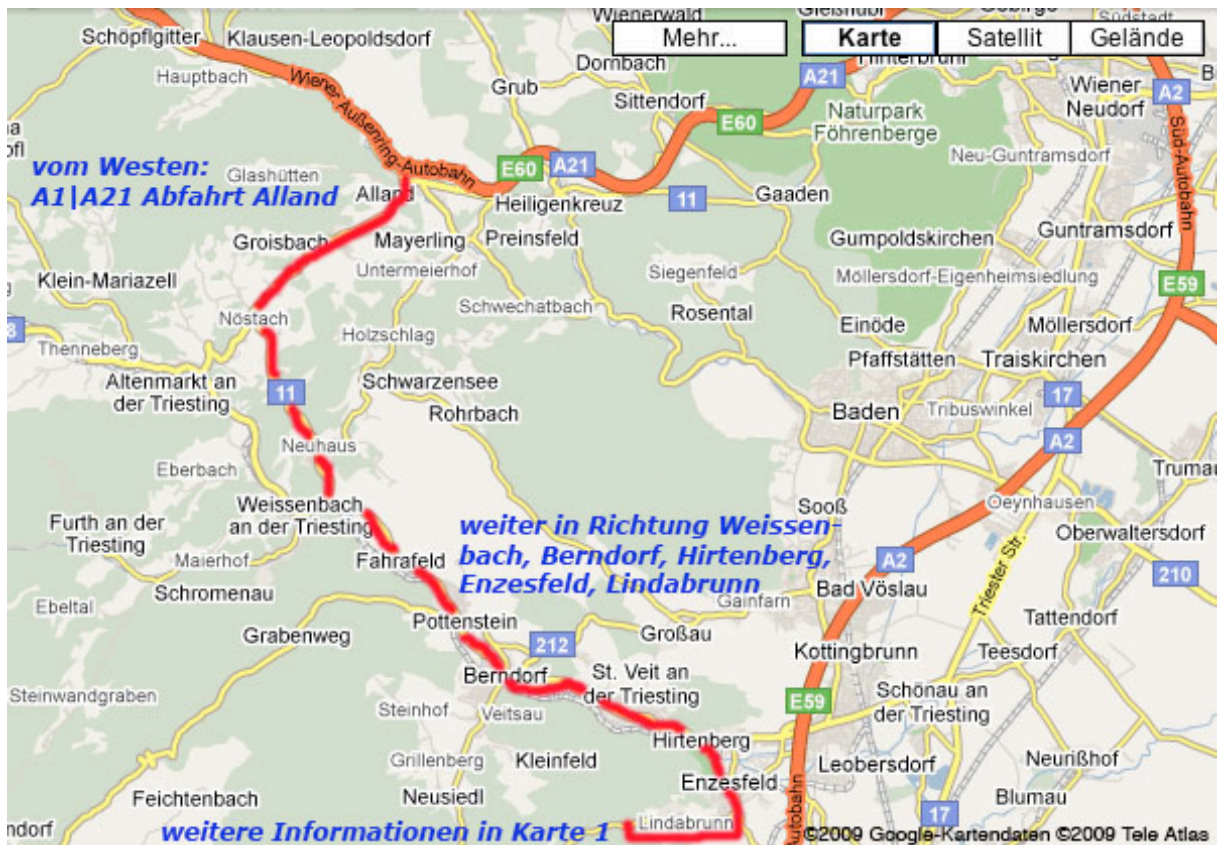 Wienerwald
Gießhübl
Gebirge
Südstadt
Schöpflgitter
Klausen-Leopoldsdorf
Mehr...
Karte
Satellit
Gelände
Hauptbach
Dornbach
Hinterbrühl
Grub
Sittendorf
A21
Wiener
Neudorf
A2
Wiener-Außenring-Autobahn
E60
Naturpark
Föhrenberge
Süd-Autobahn
vom Westen:
A1|A21 Abfahrt Alland
Glashütten
E60
A21
Neu-Guntramsdorf
Alland
Heiligenkreuz
11
Gaaden
Groisbach
Mayerling
Preinsfeld
Gumpoldskirchen
Guntramsdorf
Untermeierhof
Siegenfeld
Möllersdorf-Eigenheimsiedlung
Klein-Mariazell
E59
Schwechatbach
Nöstach
Rosental
Einöde
Möllersdorf
8
Thenneberg
Holzschlag
Pfaffstätten
Traiskirchen
Altenmarkt an
der Triesting
Schwarzensee
11
17
Rohrbach
Baden
Tribuswinkel
A2
Neuhaus
Eberbach
Trumau
Weissenbach
an der Triesting
Sooß
Oeynhausen
Furth an der
Triesting
weiter in Richtung Weissen-
bach, Berndorf, Hirtenberg,
Enzesfeld, Lindabrunn
Oberwaltersdorf
Maierhof
Fahrafeld
A2
Triester Str.
210
Schromenau
Bad Vöslau
Ebeltal
Gainfarn
Tattendorf
Pottenstein
Grabenweg
212
Großau
Kottingbrunn
Teesdorf
Berndorf
St. Veit an
der Triesting
Steinwandgraben
E59
Schönau an
der Triesting
Steinhof
Veitsau
Hirtenberg
Grillenberg
Kleinfeld
Leobersdorf
Neurißhof
Enzesfeld
Feichtenbach
Neusiedl
Blumau
17
ndorf
weitere Informationen in Karte 1
Lindabrunn
Autobahn
©2009 Google-Kartendaten ©2009 Tele Atlas